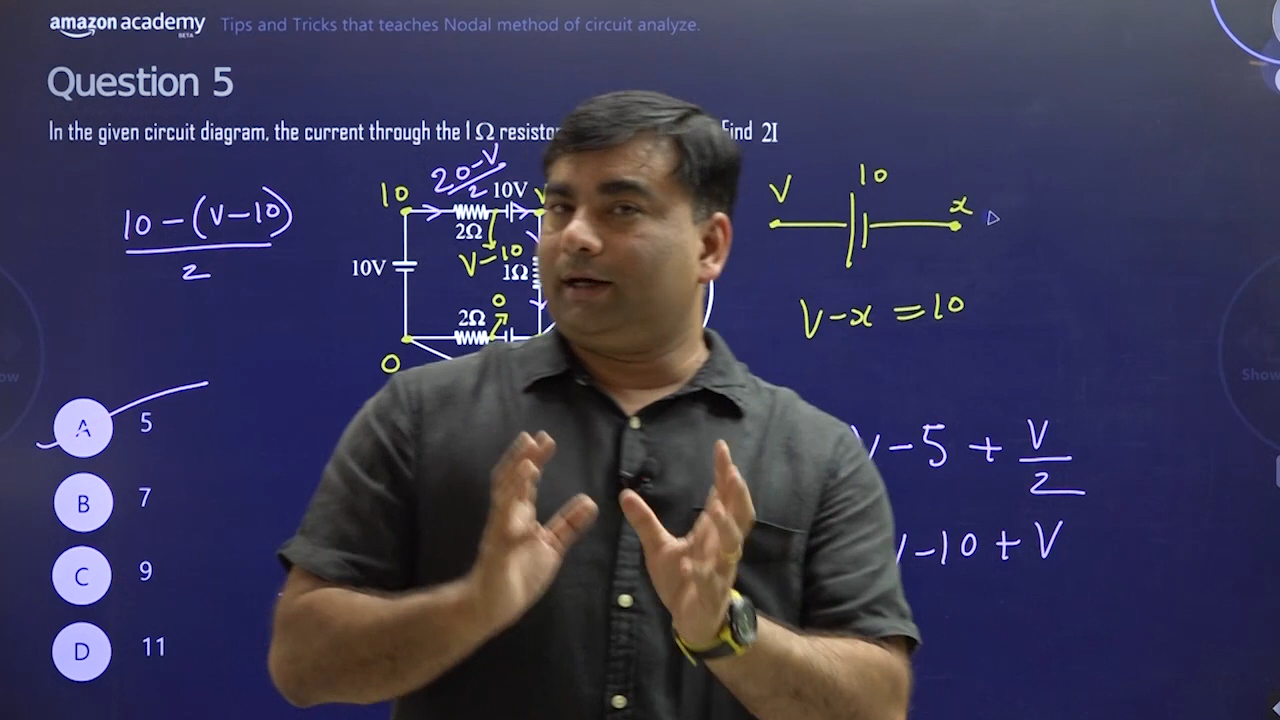 amazon academy
BETA
Tips and Tricks that teaches Nodal method of circuit analyze.
Question 5
In the given circuit diagram, the current through the 1 Ω resistor Find 2I
10 - (V-10)
2
10
20-V
2
10V
V
2Ω
V-10
10V
1Ω
2Ω
0
0
V
10
x
V-x = 10
A 5
B 7
C 9
D 11
V-5 + V
2
V-10 + V
Show